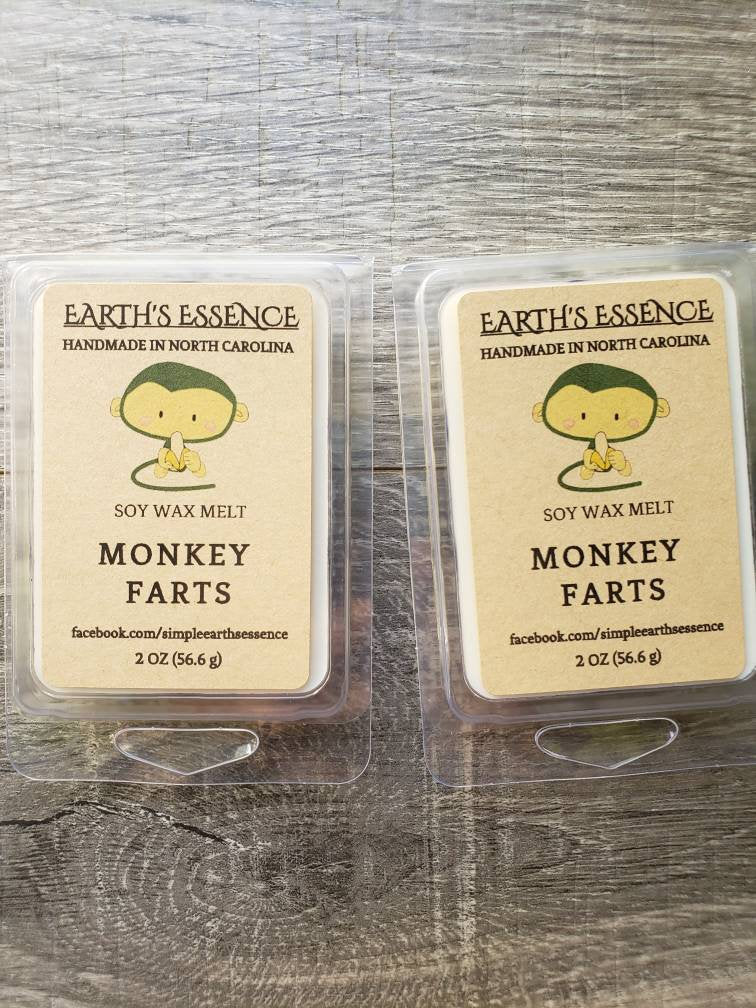 EARTH'S ESSENCE
HANDMADE IN NORTH CAROLINA
SOY WAX MELT
MONKEY
FARTS
facebook.com/simpleearthsessence
2 OZ (56.6 g)
EARTH'S ESSENCE
HANDMADE IN NORTH CAROLINA
SOY WAX MELT
MONKEY
FARTS
facebook.com/simpleearthsessence
2 OZ (56.6 g)